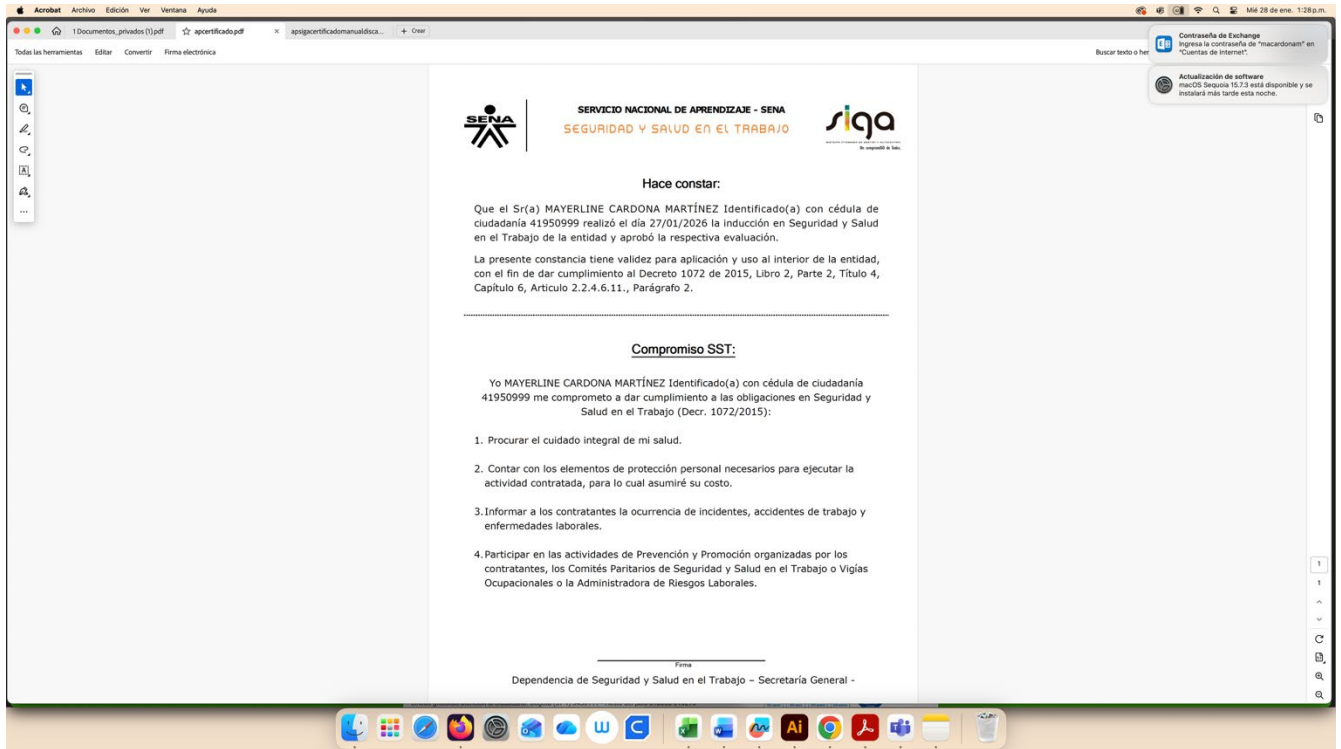 Acrobat Archivo Edición Ver Ventana Ayuda
Mié 28 de ene. 1:28 p.m.
1 Documentos_privados (1).pdf
apcertificado.pdf
apsigacertificadomanualdisca...
+ Crear
Todas las herramientas Editar Convertir Firma electrónica
Buscar texto o her
Contraseña de Exchange
Ingresa la contraseña de "macardonam" en
"Cuentas de Internet".
Actualización de software
macOS Sequoia 15.7.3 está disponible y se
instalará más tarde esta noche.
SENA
SERVICIO NACIONAL DE APRENDIZAJE - SENA
SEGURIDAD Y SALUD EN EL TRABAJO
siga
Hace constar:
Que el Sr(a) MAYERLINE CARDONA MARTÍNEZ Identificado(a) con cédula de
ciudadanía 41950999 realizó el día 27/01/2026 la inducción en Seguridad y Salud
en el Trabajo de la entidad y aprobó la respectiva evaluación.
La presente constancia tiene validez para aplicación y uso al interior de la entidad,
con el fin de dar cumplimiento al Decreto 1072 de 2015, Libro 2, Parte 2, Título 4,
Capítulo 6, Articulo 2.2.4.6.11., Parágrafo 2.
Compromiso SST:
Yo MAYERLINE CARDONA MARTÍNEZ Identificado(a) con cédula de ciudadanía
41950999 me comprometo a dar cumplimiento a las obligaciones en Seguridad y
Salud en el Trabajo (Decr. 1072/2015):
1. Procurar el cuidado integral de mi salud.
2. Contar con los elementos de protección personal necesarios para ejecutar la
actividad contratada, para lo cual asumiré su costo.
3.Informar a los contratantes la ocurrencia de incidentes, accidentes de trabajo y
enfermedades laborales.
4.Participar en las actividades de Prevención y Promoción organizadas por los
contratantes, los Comités Paritarios de Seguridad y Salud en el Trabajo o Vigías
Ocupacionales o la Administradora de Riesgos Laborales.
1
1
Firma
Dependencia de Seguridad y Salud en el Trabajo – Secretaría General -
Ai